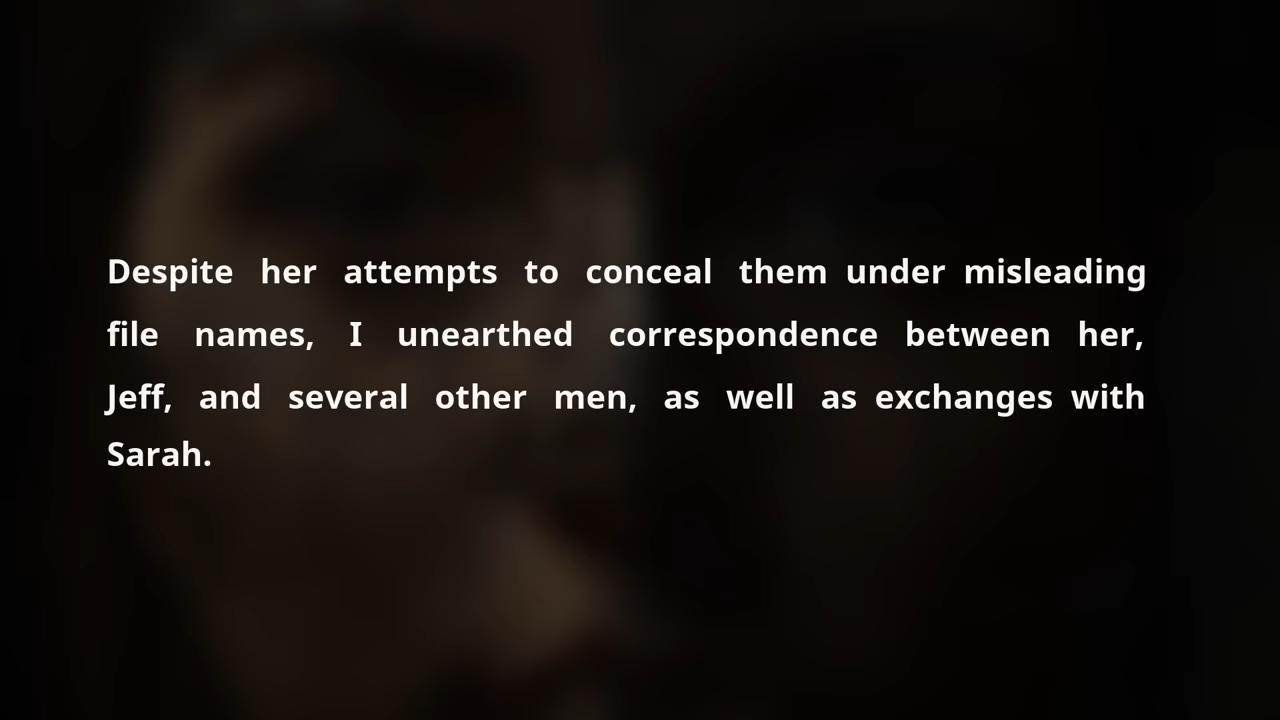 Despite her attempts to conceal them under misleading
file names, I unearthed correspondence between her,
Jeff, and several other men, as well as exchanges with
Sarah.